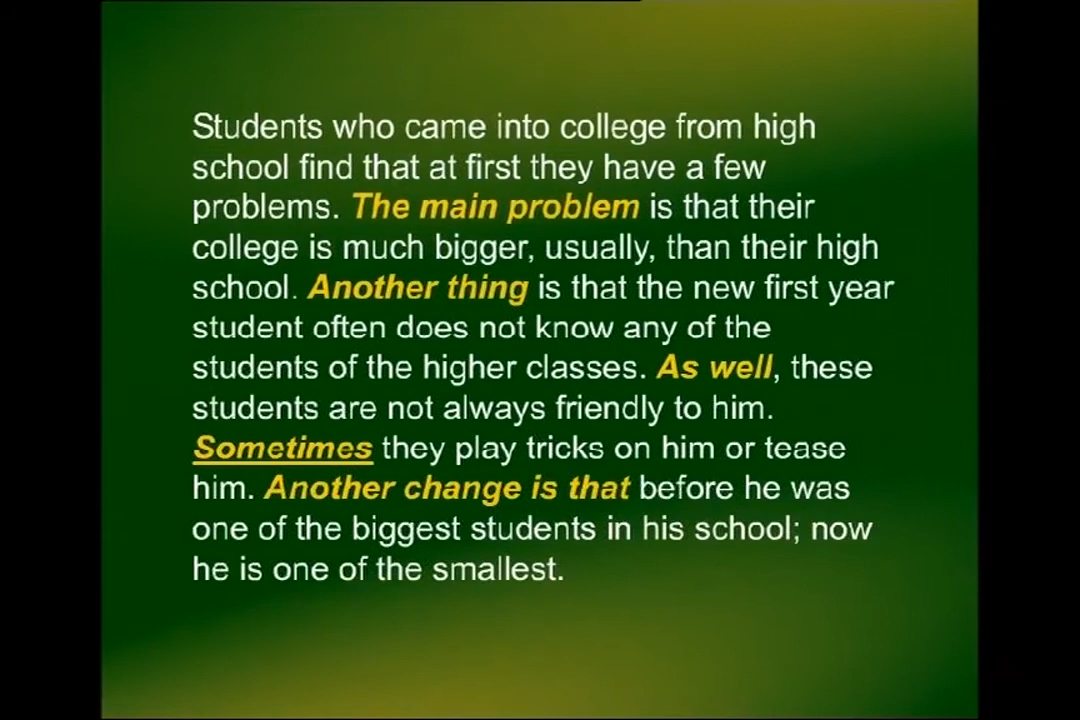 Students who came into college from high
school find that at first they have a few
problems. The main problem is that their
college is much bigger, usually, than their high
school. Another thing is that the new first year
student often does not know any of the
students of the higher classes. As well, these
students are not always friendly to him.
Sometimes they play tricks on him or tease
him. Another change is that before he was
one of the biggest students in his school; now
he is one of the smallest.